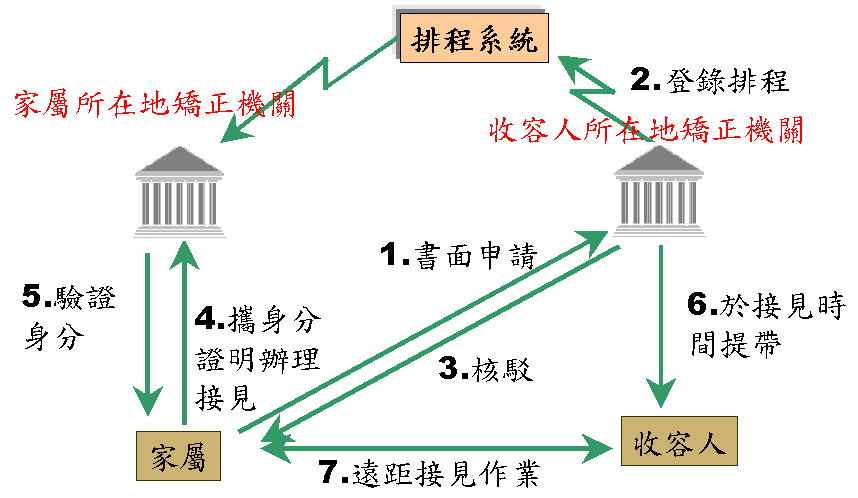 排程系統
2.登錄排程
家屬所在地矯正機關
收容人所在地矯正機關
1.書面申請
5.驗證
身分
4.攜身分
證明辦理
接見
6.於接見時
間提帶
3.核駁
家屬
收容人
7.遠距接見作業